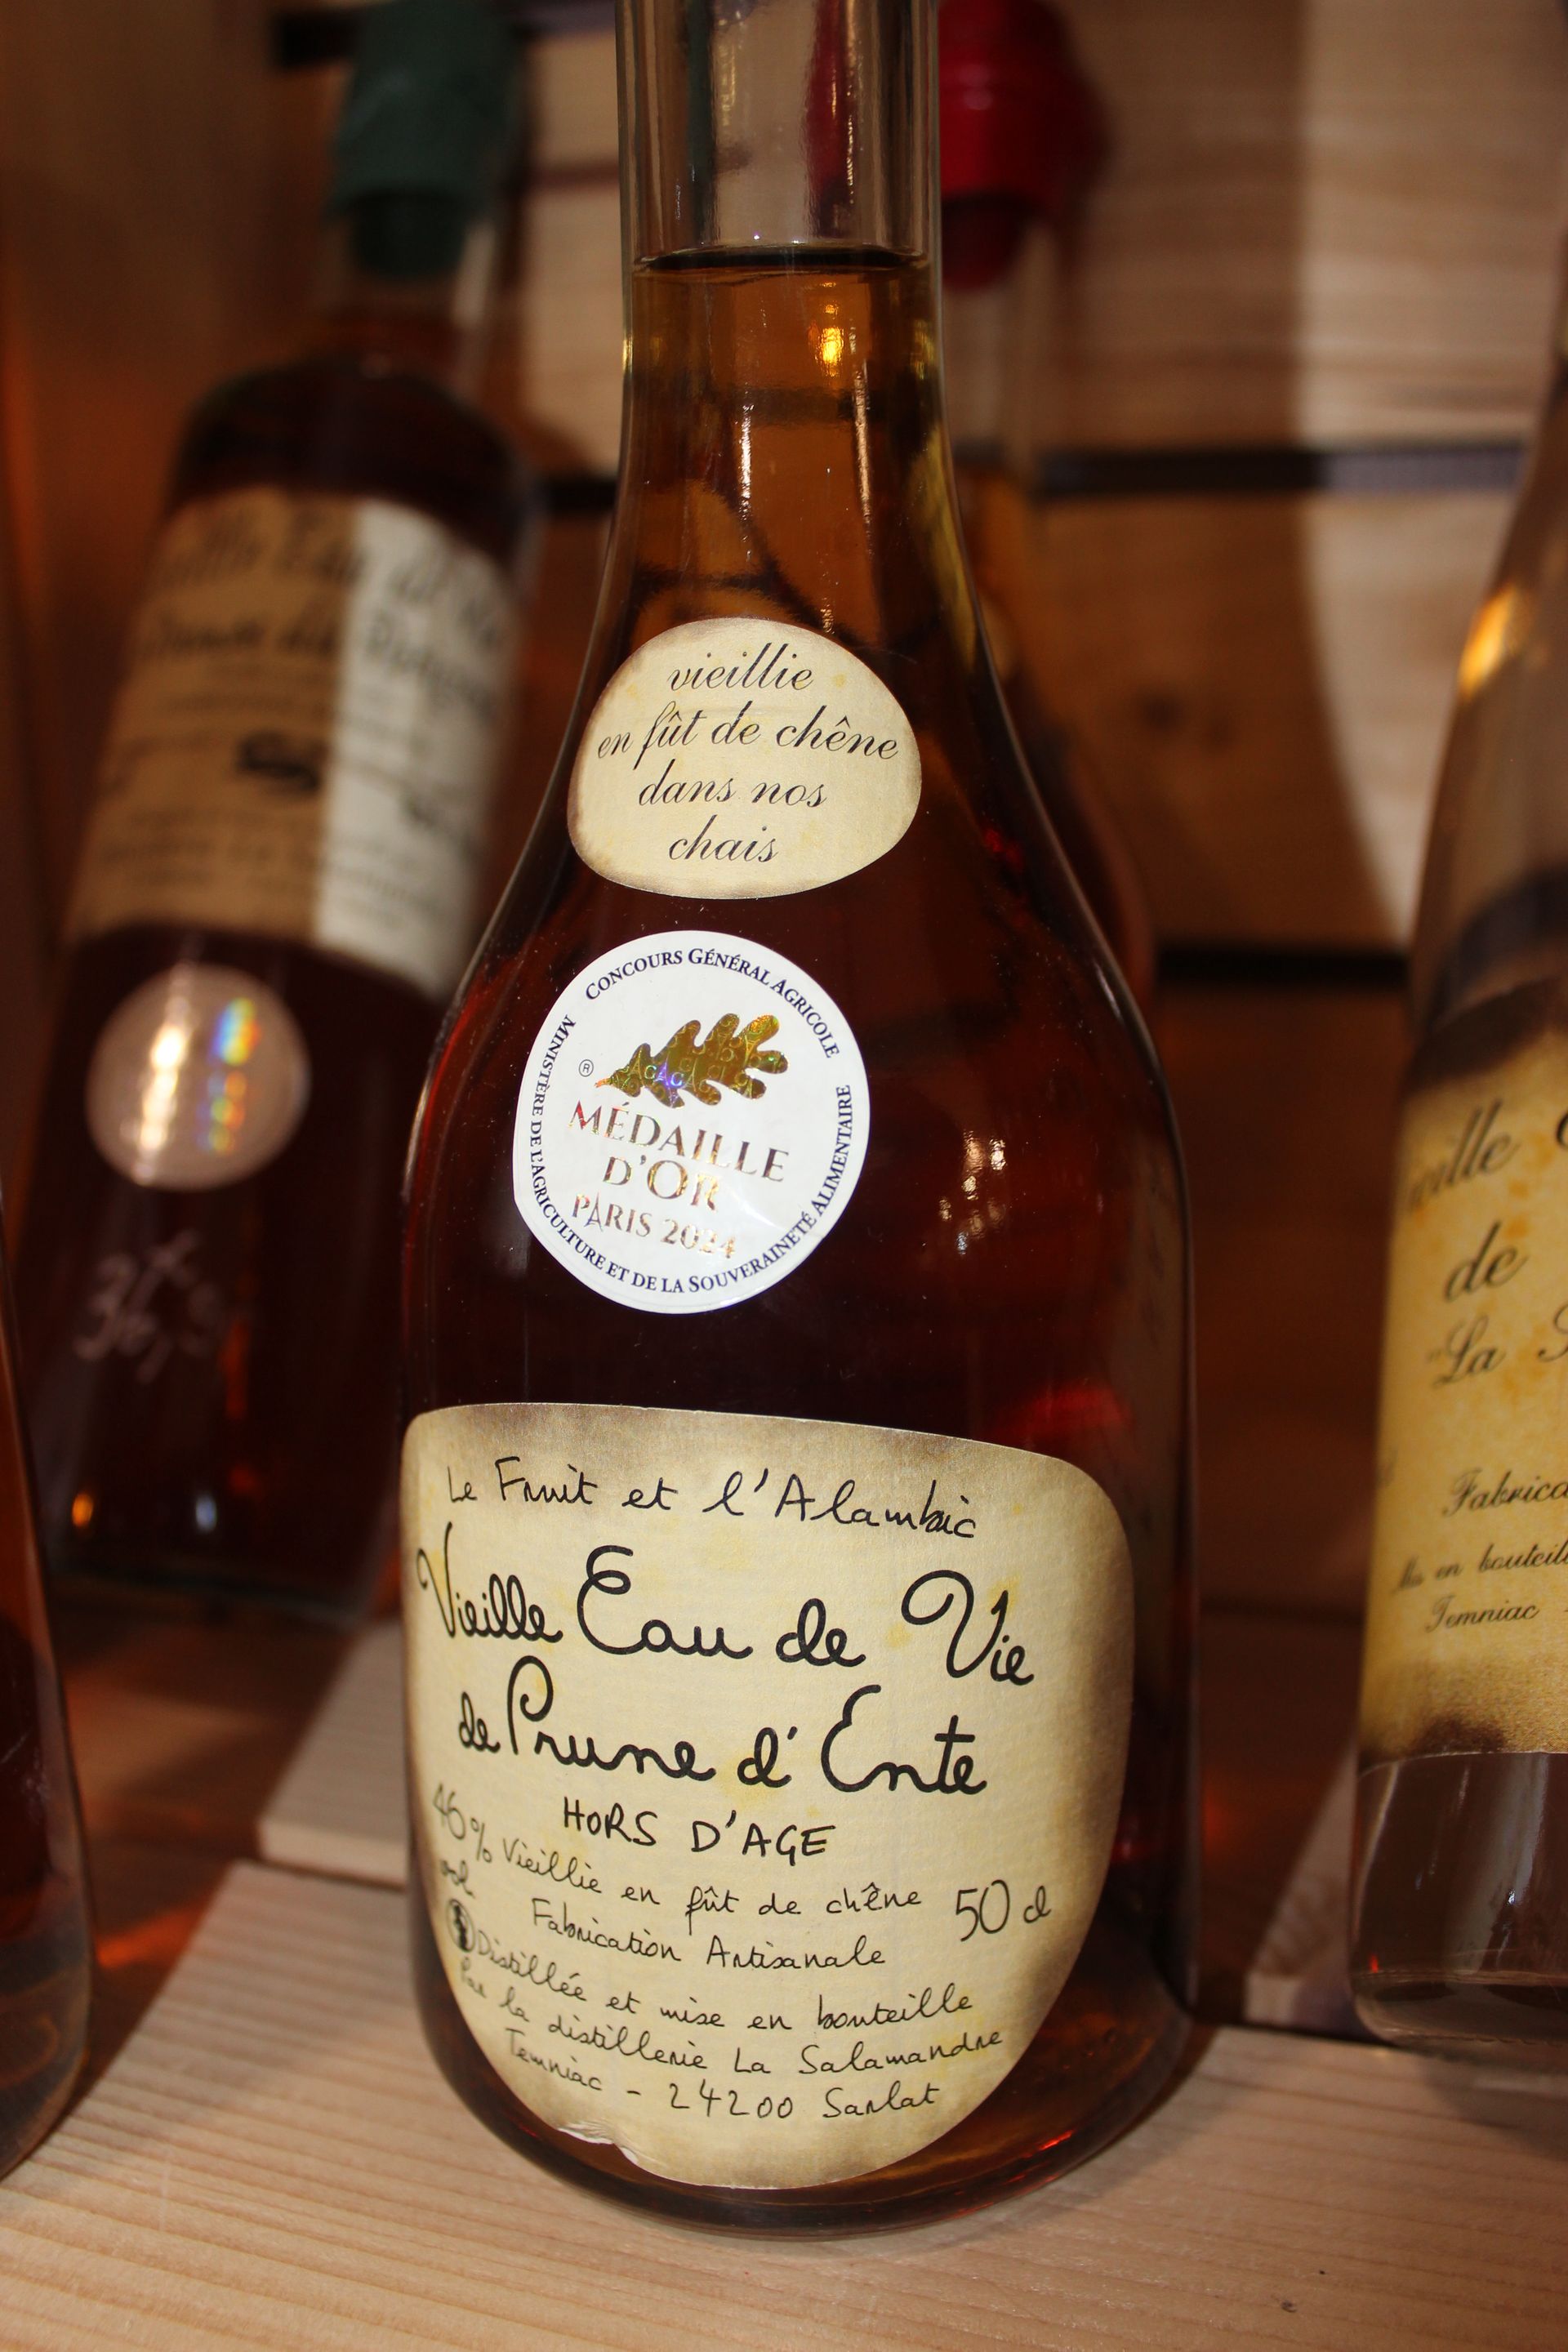 vieillie
en fût de chêne
dans nos
chais
CONCOURS GÉNÉRAL AGRICOLE
MINISTÈRE DE L'AGRICULTURE ET DE LA SOUVERAINETÉ ALIMENTAIRE
®
MÉDAILLE
D'OR
PARIS 2024
Le Fruit et l'Alambic
Vieille Eau de Vie
de Prune d'Ente
HORS D'AGE
46% vol
Vieillie en fût de chêne
50 cl
Fabrication Artisanale
Distillée et mise en bouteille
Par la distillerie La Salamandre
Temniac - 24200 Sarlat
de
"La
Temniac